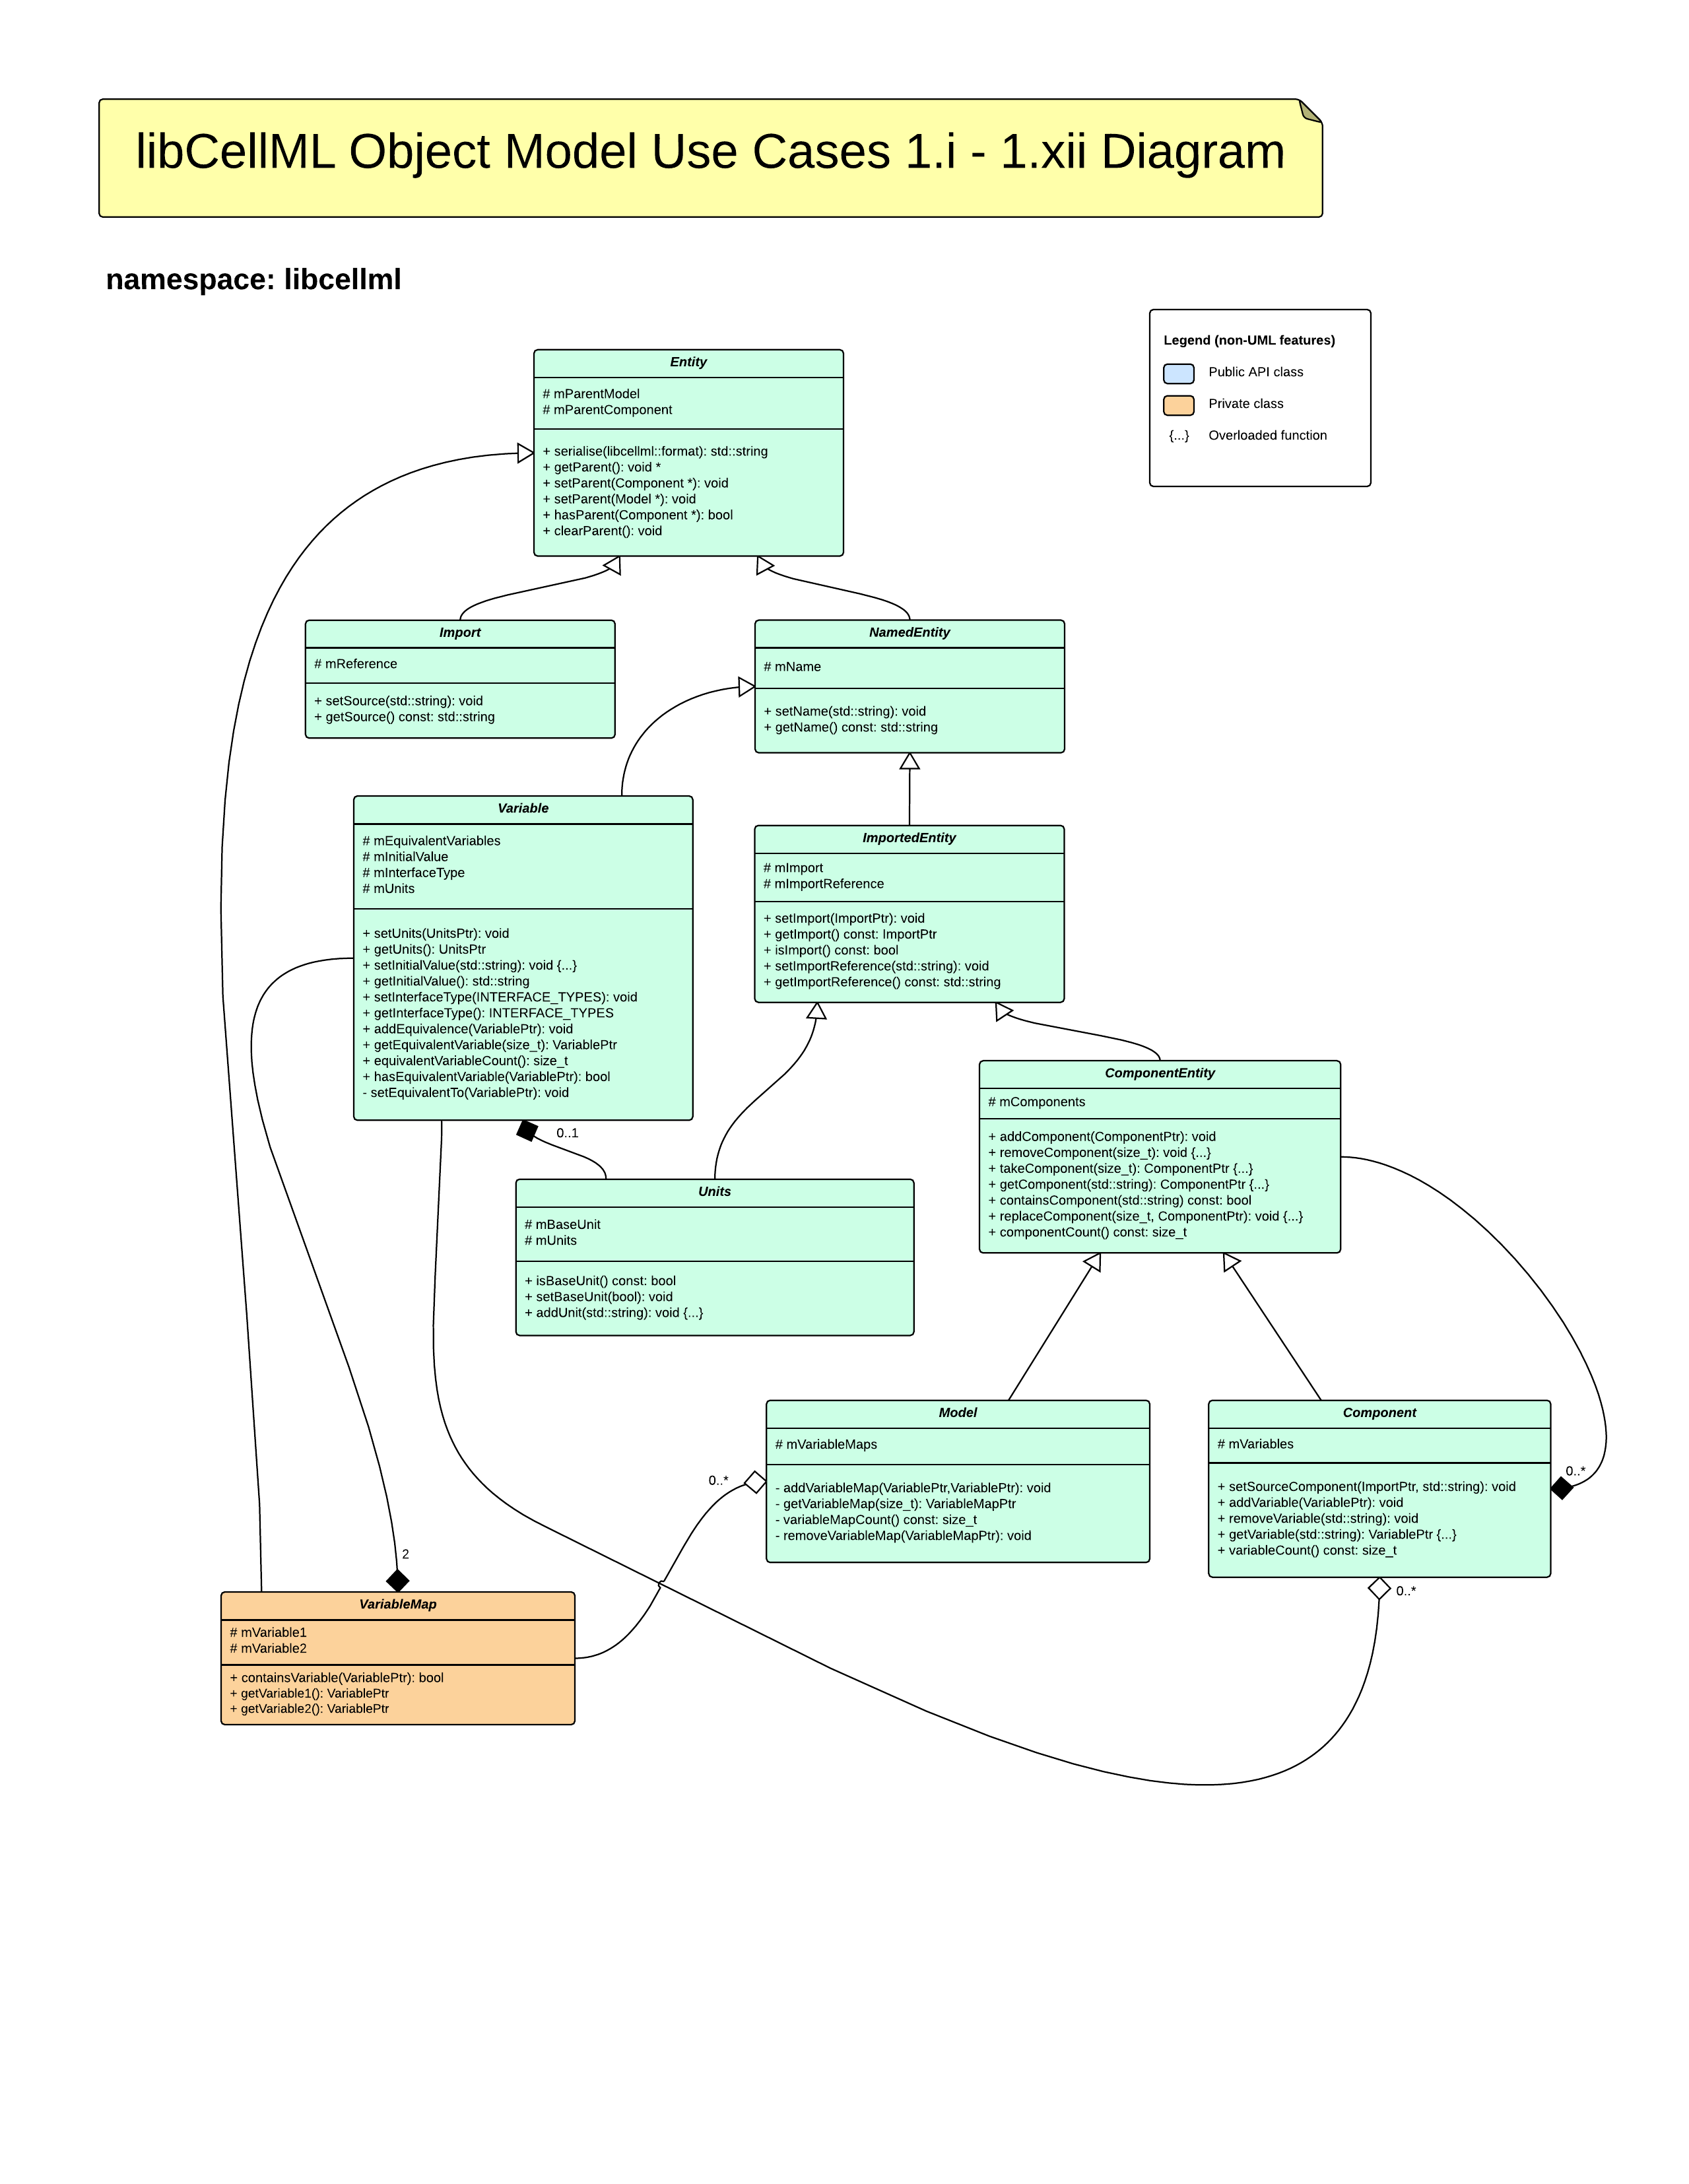 libCellML Object Model Use Cases 1.i - 1.xii Diagram
namespace: libcellml
Legend (non-UML features)
Public API class
Private class
{...} Overloaded function
Entity
# mParentModel
# mParentComponent
+ serialise(libcellml::format): std::string
+ getParent(): void *
+ setParent(Component *): void
+ setParent(Model *): void
+ hasParent(Component *): bool
+ clearParent(): void
Import
# mReference
+ setSource(std::string): void
+ getSource() const: std::string
NamedEntity
# mName
+ setName(std::string): void
+ getName() const: std::string
Variable
# mEquivalentVariables
# mInitialValue
# mInterfaceType
# mUnits
+ setUnits(UnitsPtr): void
+ getUnits(): UnitsPtr
+ setInitialValue(std::string): void {...}
+ getInitialValue(): std::string
+ setInterfaceType(INTERFACE_TYPES): void
+ getInterfaceType(): INTERFACE_TYPES
+ addEquivalence(VariablePtr): void
+ getEquivalentVariable(size_t): VariablePtr
+ equivalentVariableCount(): size_t
+ hasEquivalentVariable(VariablePtr): bool
- setEquivalentTo(VariablePtr): void
ImportedEntity
# mImport
# mImportReference
+ setImport(ImportPtr): void
+ getImport() const: ImportPtr
+ isImport() const: bool
+ setImportReference(std::string): void
+ getImportReference() const: std::string
ComponentEntity
# mComponents
+ addComponent(ComponentPtr): void
+ removeComponent(size_t): void {...}
+ takeComponent(size_t): ComponentPtr {...}
+ getComponent(std::string): ComponentPtr {...}
+ containsComponent(std::string) const: bool
+ replaceComponent(size_t, ComponentPtr): void {...}
+ componentCount() const: size_t
0..1
Units
# mBaseUnit
# mUnits
+ isBaseUnit() const: bool
+ setBaseUnit(bool): void
+ addUnit(std::string): void {...}
Model
# mVariableMaps
- addVariableMap(VariablePtr,VariablePtr): void
- getVariableMap(size_t): VariableMapPtr
- variableMapCount() const: size_t
- removeVariableMap(VariableMapPtr): void
0..*
Component
# mVariables
+ setSourceComponent(ImportPtr, std::string): void
+ addVariable(VariablePtr): void
+ removeVariable(std::string): void
+ getVariable(std::string): VariablePtr {...}
+ variableCount() const: size_t
0..*
0..*
2
VariableMap
# mVariable1
# mVariable2
+ containsVariable(VariablePtr): bool
+ getVariable1(): VariablePtr
+ getVariable2(): VariablePtr